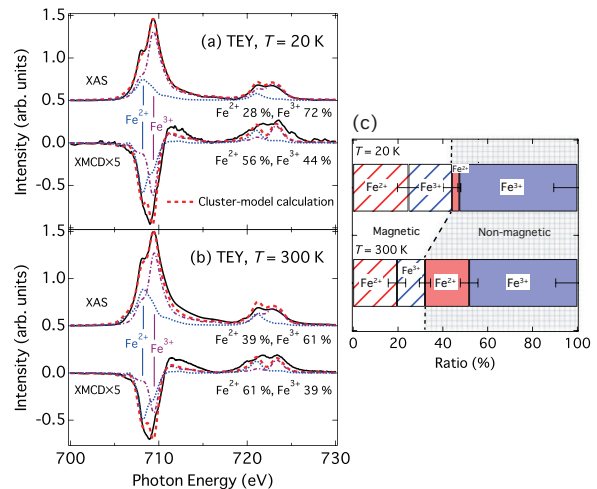 1.5
(a) TEY, T = 20 K
1.0
XAS
0.5
Fe2+ Fe3+
Fe2+ 28 %, Fe3+ 72 %
0.0
XMCD×5
Fe2+ 56 %, Fe3+ 44 %
-0.5
Cluster-model calculation
Intensity (arb. units)
1.5
(b) TEY, T = 300 K
1.0
XAS
0.5
Fe2+ Fe3+
Fe2+ 39 %, Fe3+ 61 %
0.0
XMCD×5
Fe2+ 61 %, Fe3+ 39 %
-0.5
Intensity (arb. units)
700 710 720 730
Photon Energy (eV)
(c)
T = 20 K
Fe2+ Fe3+ Fe2+ Fe3+
Magnetic Non-magnetic
T = 300 K
Fe2+ Fe3+ Fe2+ Fe3+
0 20 40 60 80 100
Ratio (%)